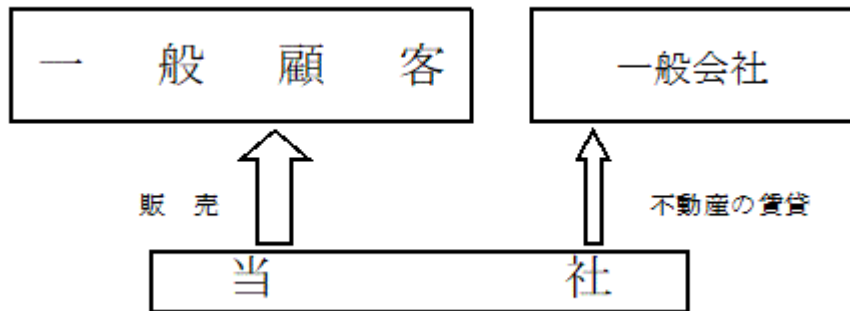 一般顧客
一般会社
販売
不動産の賃貸
当社